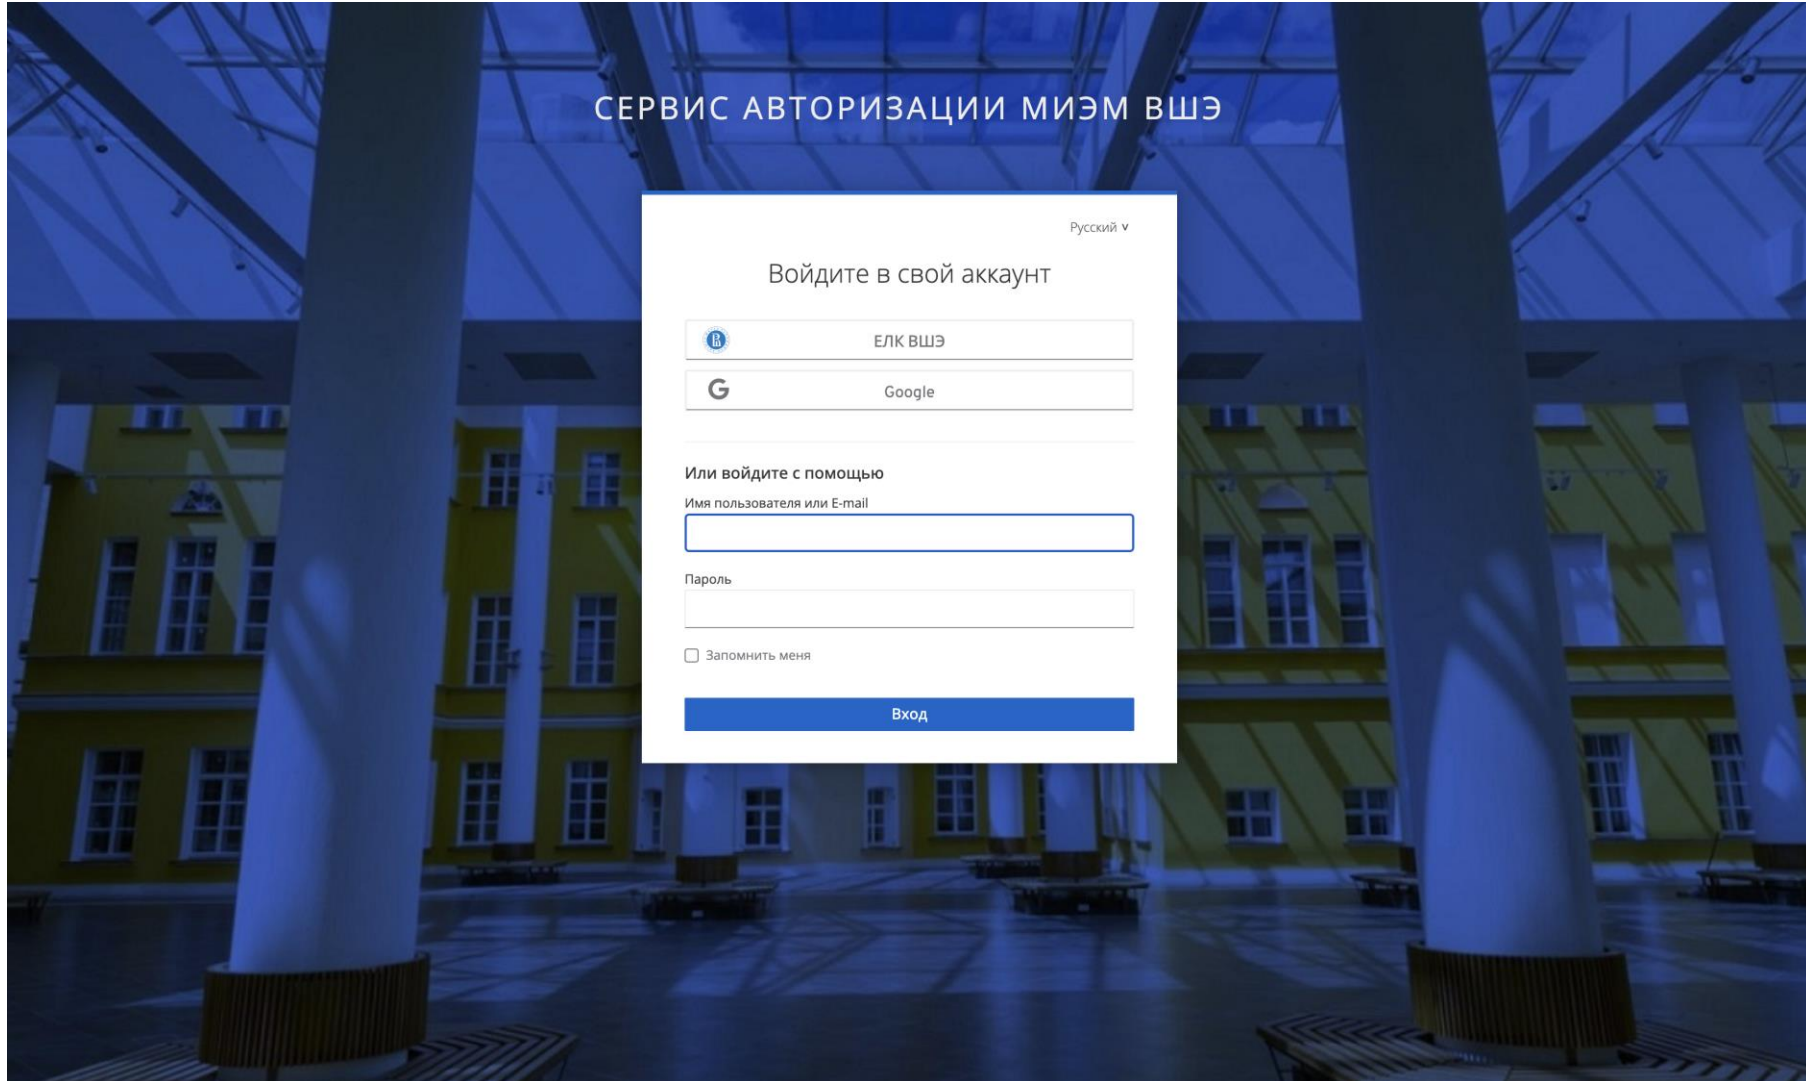 СЕРВИС АВТОРИЗАЦИИ МИЭМ ВШЭ
Русский ˅
Войдите в свой аккаунт
ЕЛК ВШЭ
G Google
Или войдите с помощью
Имя пользователя или E-mail
Пароль
Запомнить меня
Вход